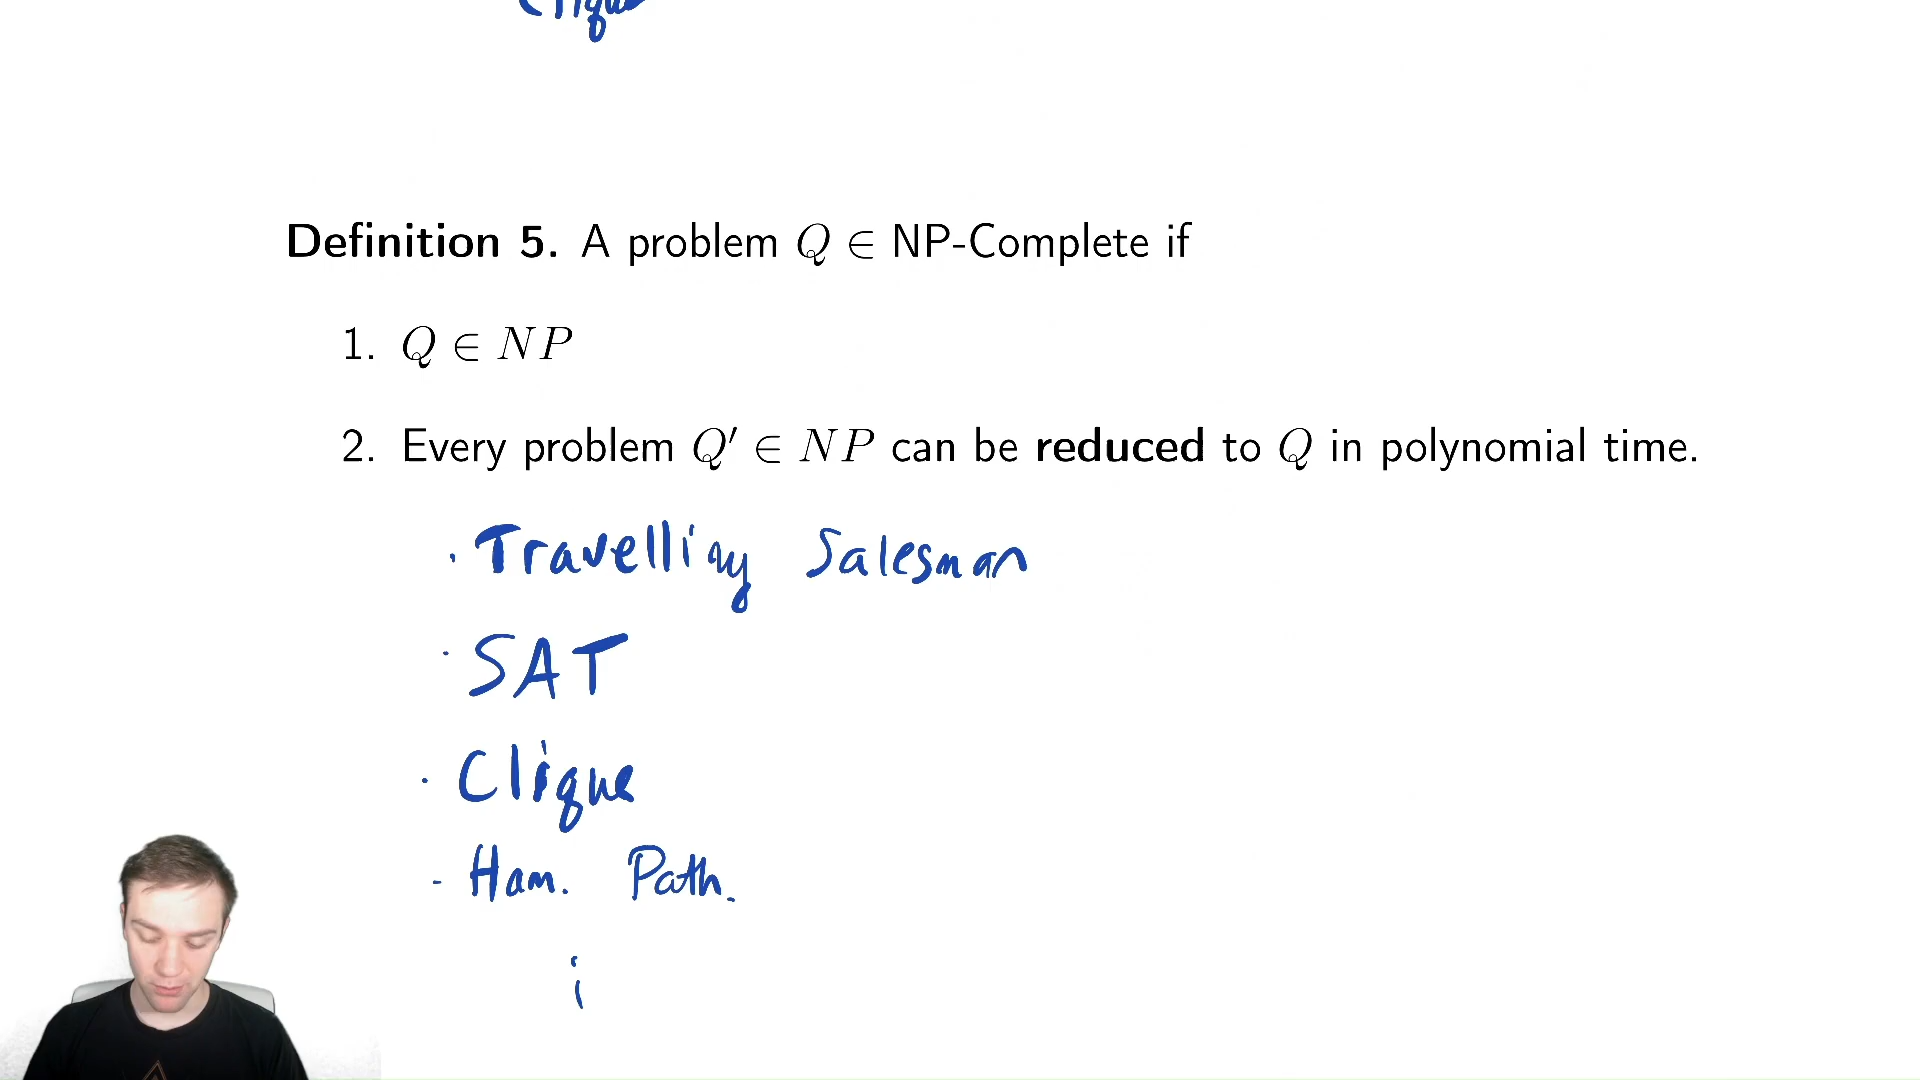 Clique
Definition 5. A problem Q ∈ NP-Complete if
1. Q ∈ NP
2. Every problem Q′ ∈ NP can be reduced to Q in polynomial time.
· Travelling Salesman
· SAT
· Clique
- Ham. Path.